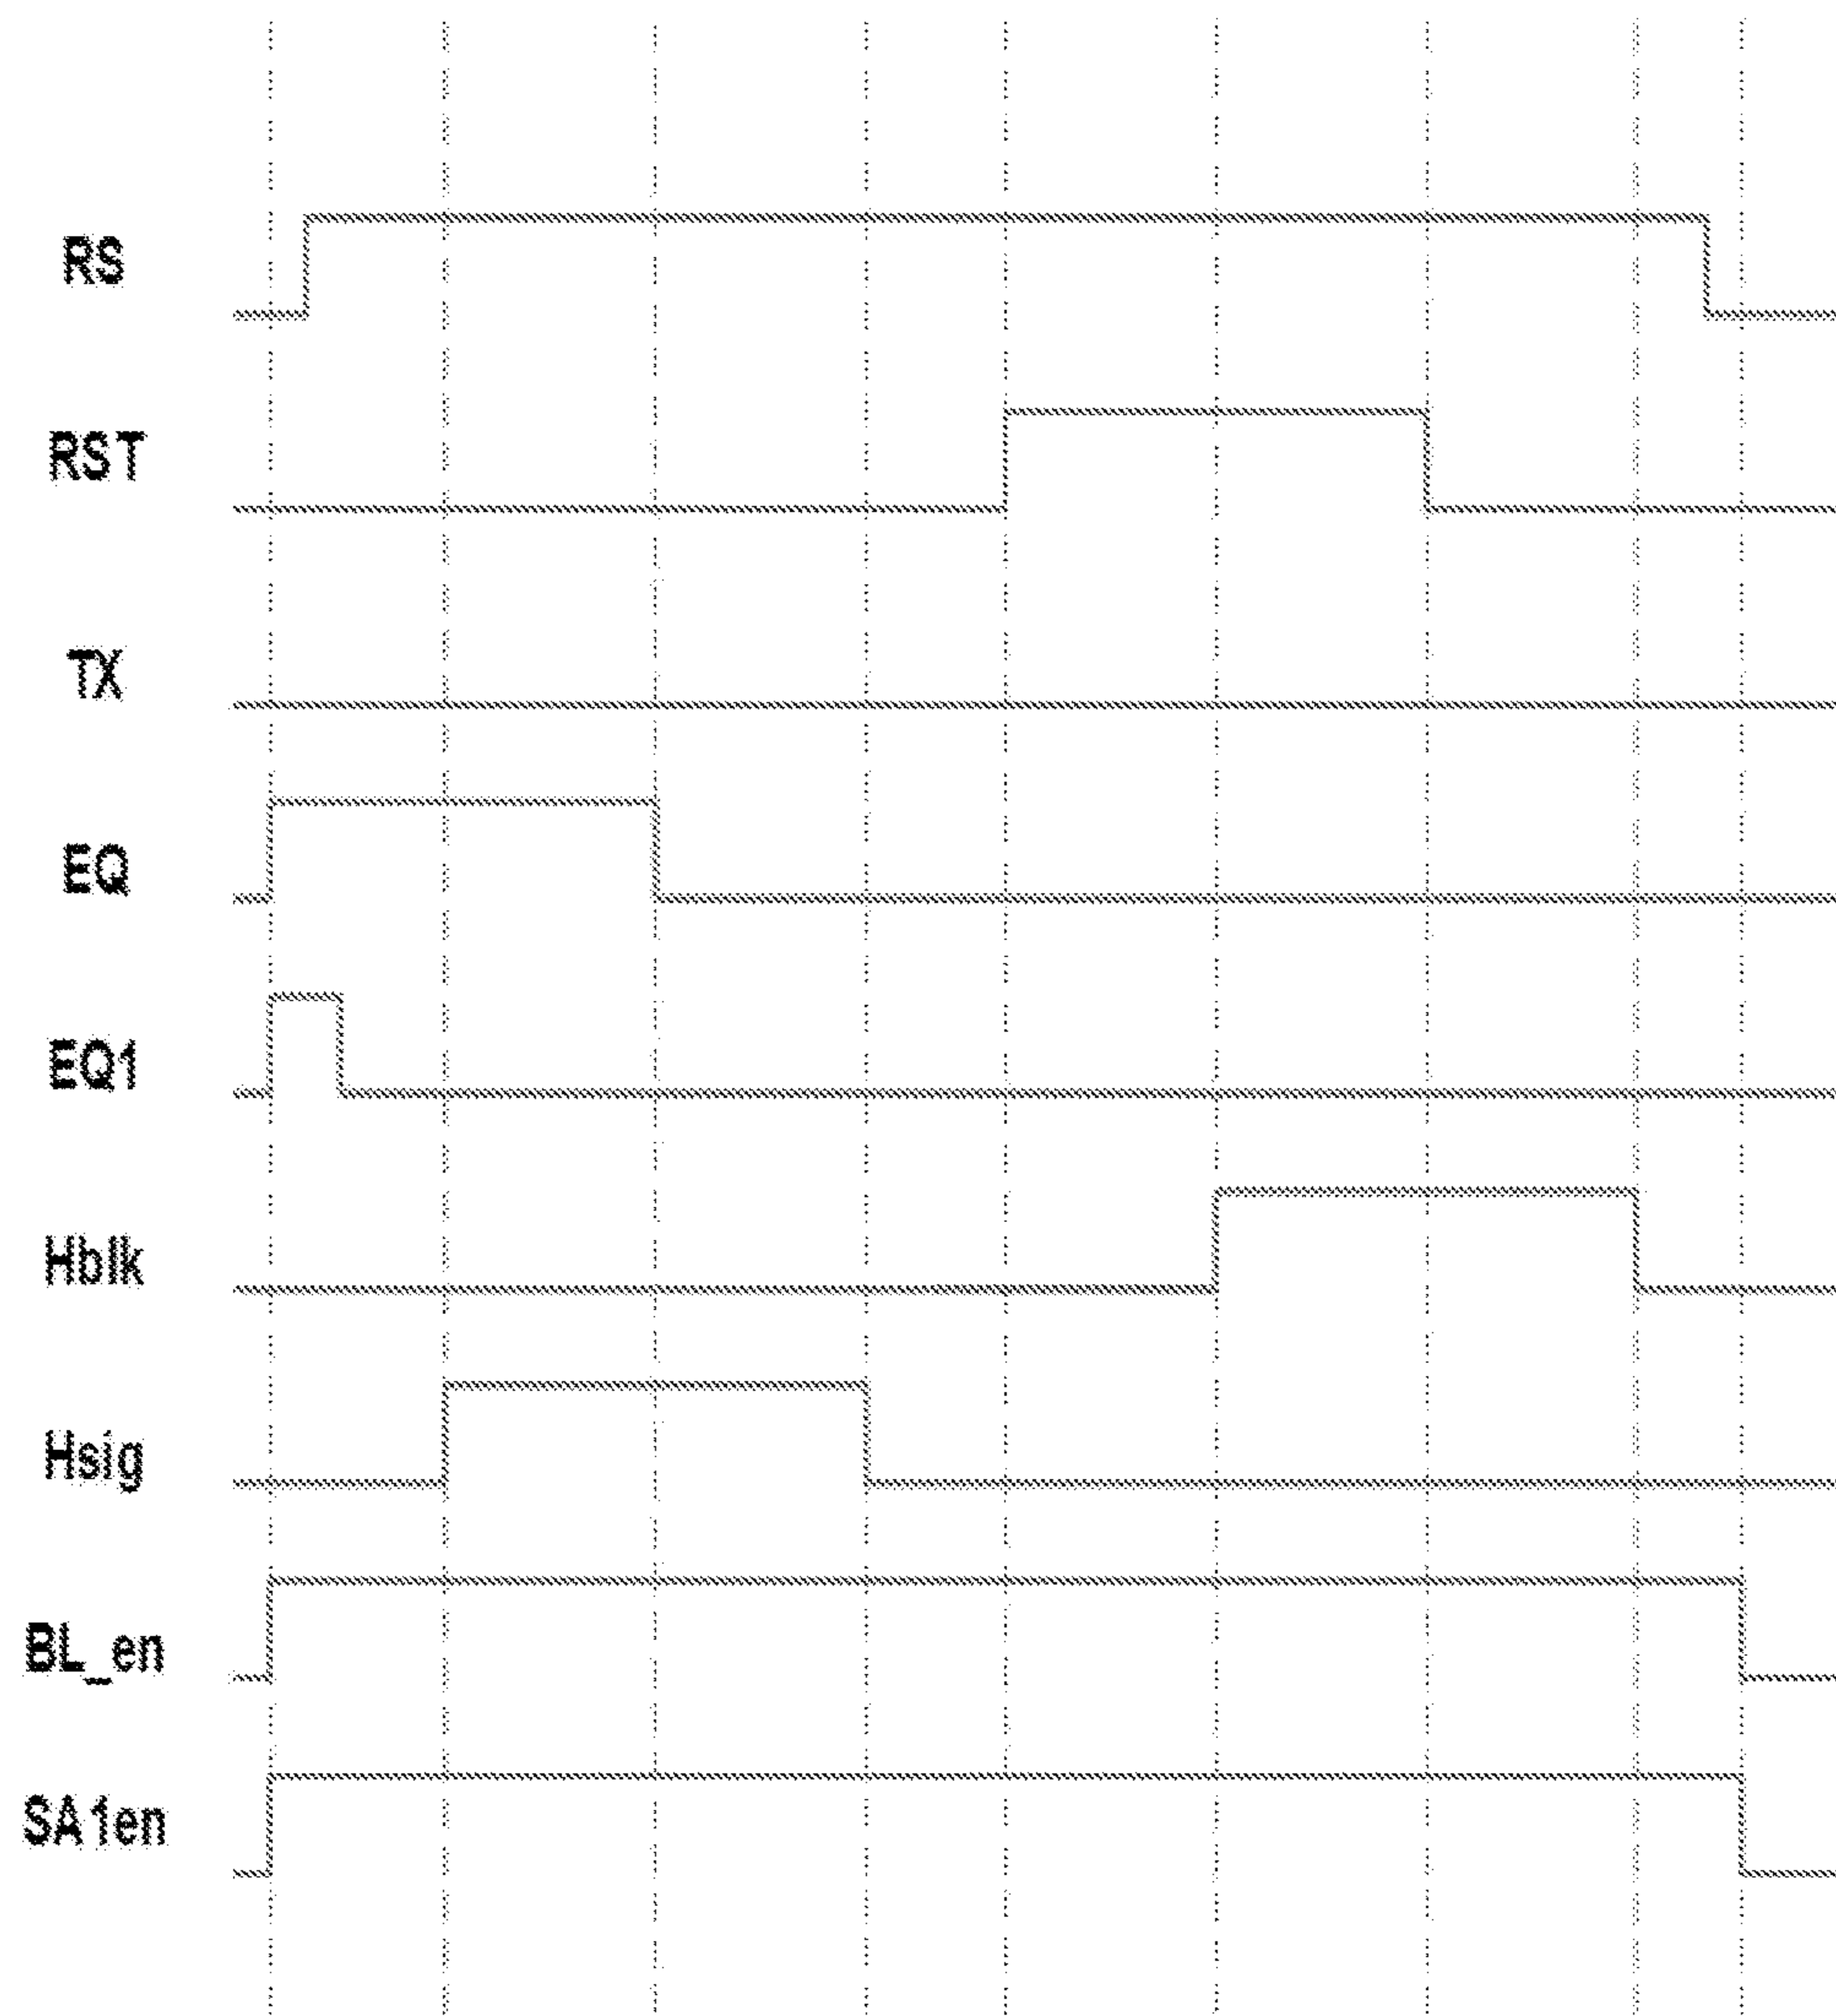 RS
RST
TX
EQ
EQ1
Hblk
Hsig
BL_en
SA1en